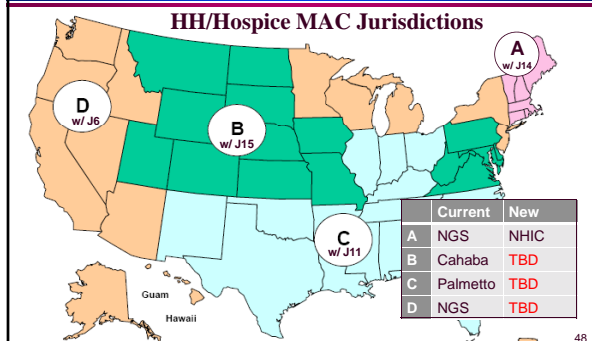 HH/Hospice MAC Jurisdictions
A
w/ J14
D
w/ J6
B
w/ J15
C
w/ J11
Guam
Hawaii
Current New
A NGS NHIC
B Cahaba TBD
C Palmetto TBD
D NGS TBD
48